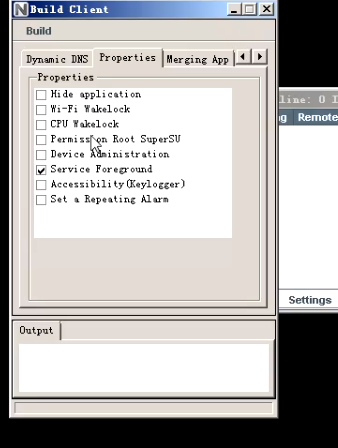 Build Client
Build
Dynamic DNS
Properties
Merging App
Properties
Hide application
Wi-Fi Wakelock
CPU Wakelock
Permission Root SuperSU
Device Administration
Service Foreground
Accessibility(Keylogger)
Set a Repeating Alarm
line: 0
Remote
Settings
Output